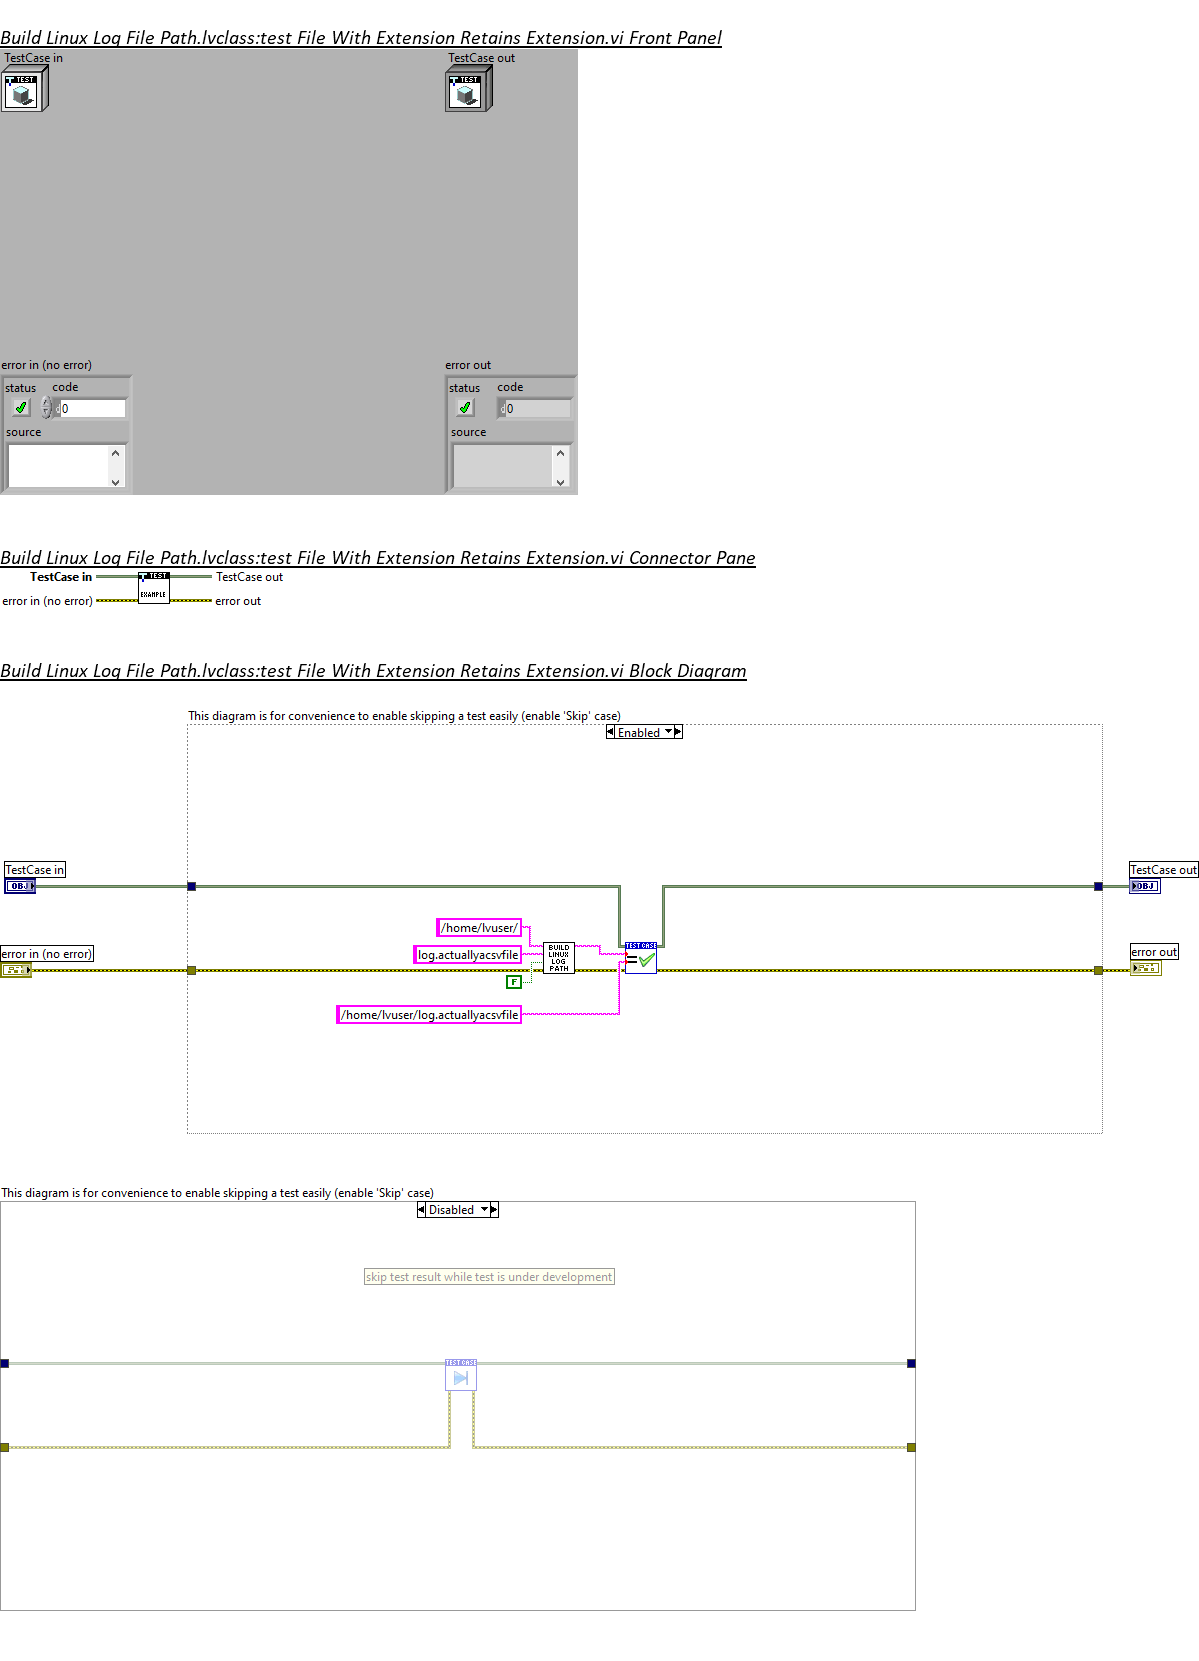 Build Linux Log File Path.lvclass:test File With Extension Retains Extension.vi Front Panel
TestCase in
TestCase out
TEST
TEST
error in (no error)
error out
status code
status code
d 0
d 0
source
source
Build Linux Log File Path.lvclass:test File With Extension Retains Extension.vi Connector Pane
TestCase in
TEST
EXAMPLE
TestCase out
error in (no error)
error out
Build Linux Log File Path.lvclass:test File With Extension Retains Extension.vi Block Diagram
This diagram is for convenience to enable skipping a test easily (enable 'Skip' case)
Enabled
TestCase in
OBJ
TestCase out
OBJ
/home/lvuser/
log.actuallyacsvfile
BUILD
LINUX
LOG
PATH
TEST CASE
=
error in (no error)
error out
F
/home/lvuser/log.actuallyacsvfile
This diagram is for convenience to enable skipping a test easily (enable 'Skip' case)
Disabled
skip test result while test is under development
TEST CASE